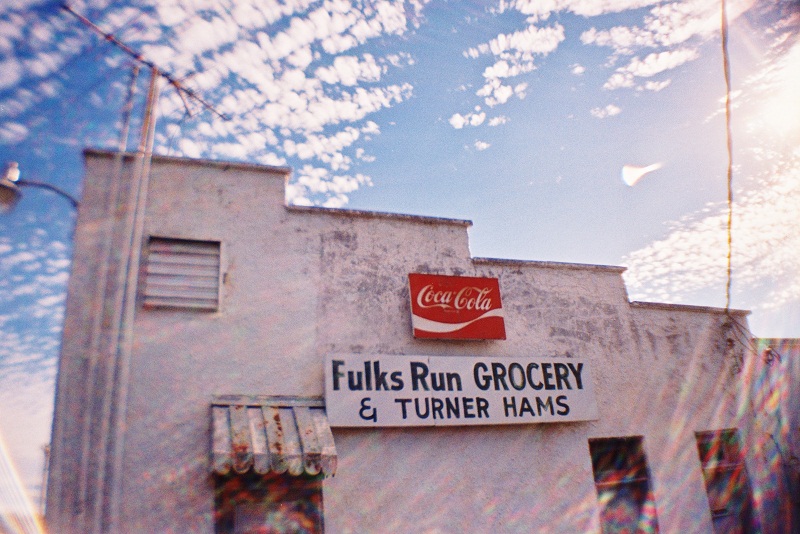 Coca-Cola
Fulks Run GROCERY
& TURNER HAMS